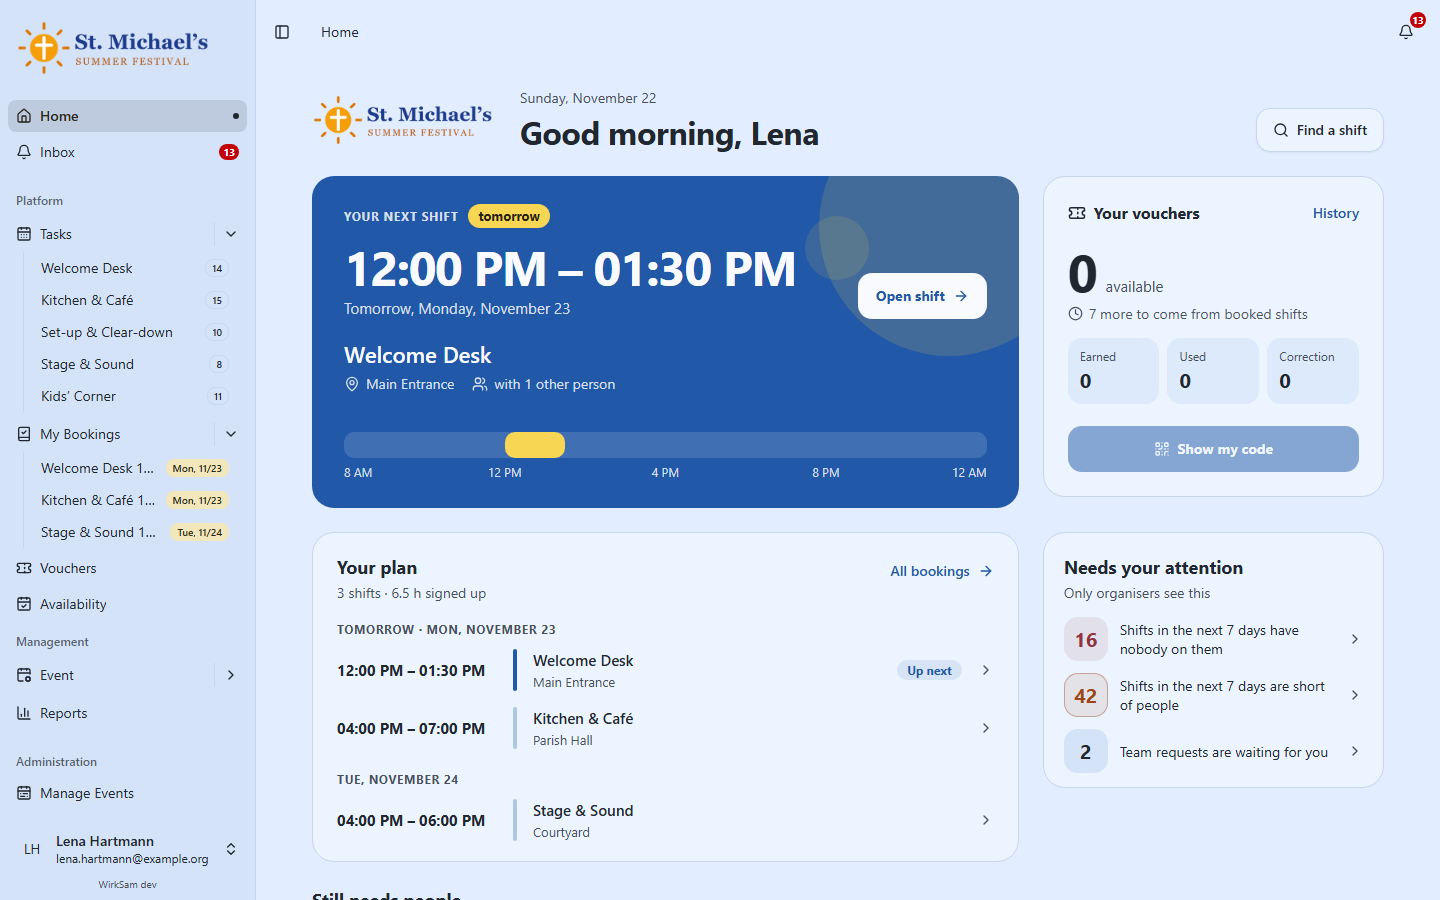 St. Michael's
SUMMER FESTIVAL
Home
Inbox
13
Platform
Tasks
Welcome Desk
14
Kitchen & Café
15
Set-up & Clear-down
10
Stage & Sound
8
Kids' Corner
11
My Bookings
Welcome Desk 1...
Mon, 11/23
Kitchen & Café 1...
Mon, 11/23
Stage & Sound 1...
Tue, 11/24
Vouchers
Availability
Management
Event
Reports
Administration
Manage Events
LH
Lena Hartmann
lena.hartmann@example.org
WirkSam dev
Home
13
St. Michael's
SUMMER FESTIVAL
Sunday, November 22
Good morning, Lena
Find a shift
YOUR NEXT SHIFT
tomorrow
12:00 PM – 01:30 PM
Tomorrow, Monday, November 23
Open shift
Welcome Desk
Main Entrance
with 1 other person
8 AM
12 PM
4 PM
8 PM
12 AM
Your vouchers
History
0 available
7 more to come from booked shifts
Earned
0
Used
0
Correction
0
Show my code
Your plan
3 shifts · 6.5 h signed up
All bookings
TOMORROW · MON, NOVEMBER 23
12:00 PM – 01:30 PM
Welcome Desk
Main Entrance
Up next
04:00 PM – 07:00 PM
Kitchen & Café
Parish Hall
TUE, NOVEMBER 24
04:00 PM – 06:00 PM
Stage & Sound
Courtyard
Needs your attention
Only organisers see this
16
Shifts in the next 7 days have
nobody on them
42
Shifts in the next 7 days are short
of people
2
Team requests are waiting for you
Still needs people